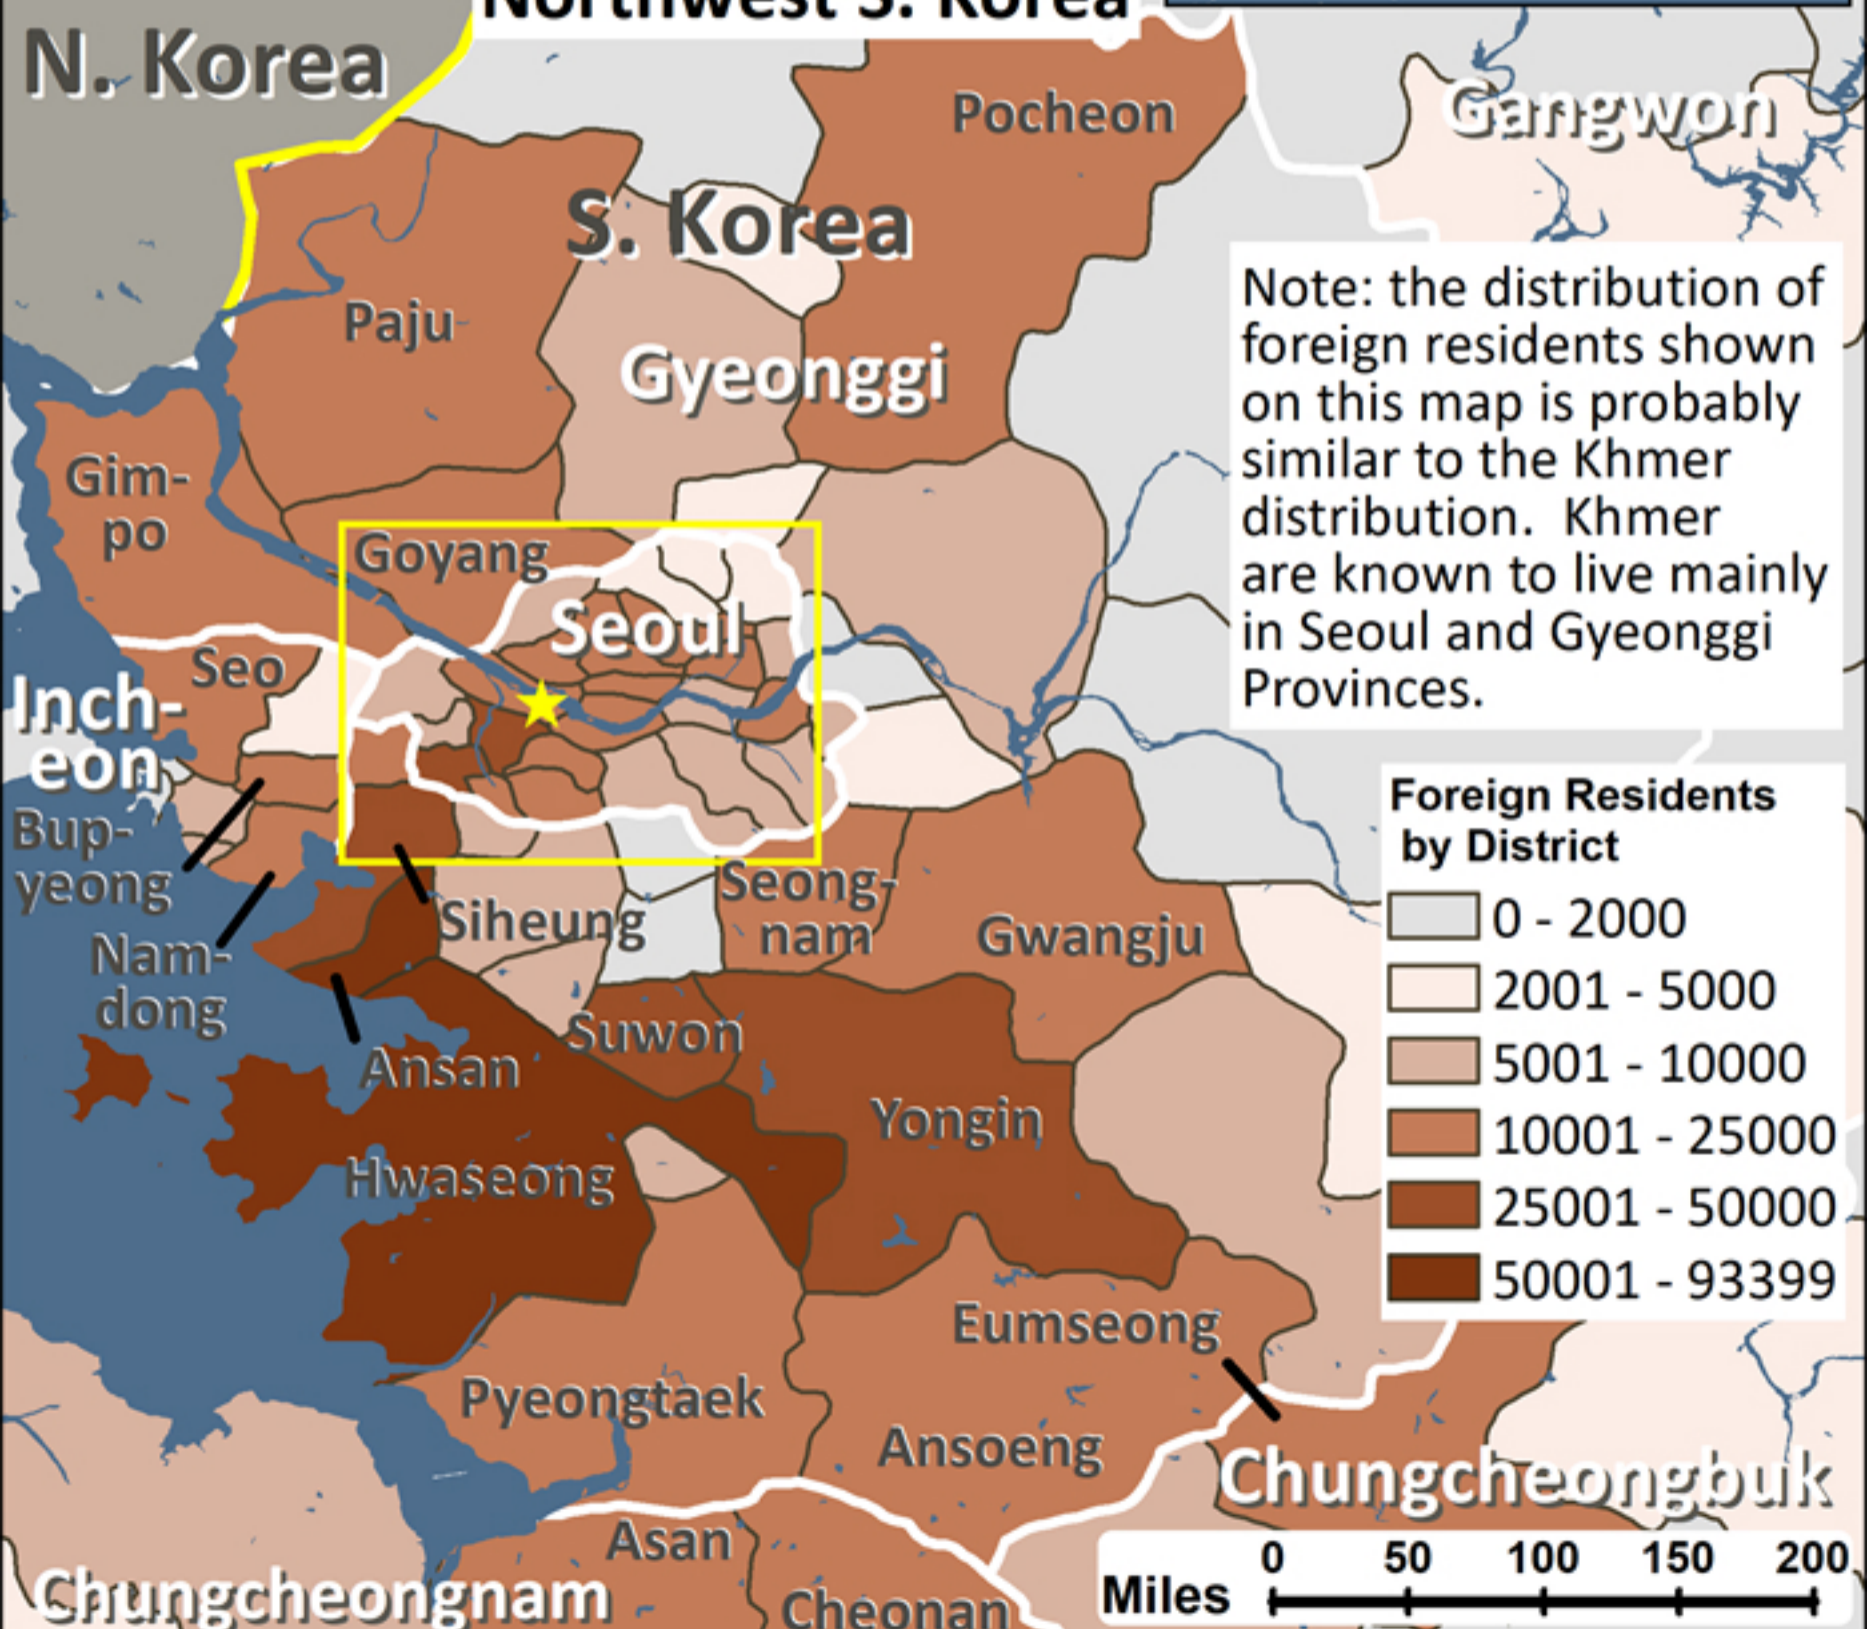 Northwest S. Korea
N. Korea
Pocheon
Gangwon
S. Korea
Paju
Gyeonggi
Note: the distribution of
foreign residents shown
on this map is probably
similar to the Khmer
distribution. Khmer
are known to live mainly
in Seoul and Gyeonggi
Provinces.
Gim-
po
Goyang
Seoul
Seo
Inch-
eon
Bup-
yeong
Nam-
dong
Siheung
Seong-
nam
Gwangju
Suwon
Ansan
Yongin
Hwaseong
Foreign Residents
by District
0 - 2000
2001 - 5000
5001 - 10000
10001 - 25000
25001 - 50000
50001 - 93399
Eumseong
Pyeongtaek
Ansoeng
Chungcheongbuk
Asan
Chungcheongnam
Cheonan
0 50 100 150 200
Miles